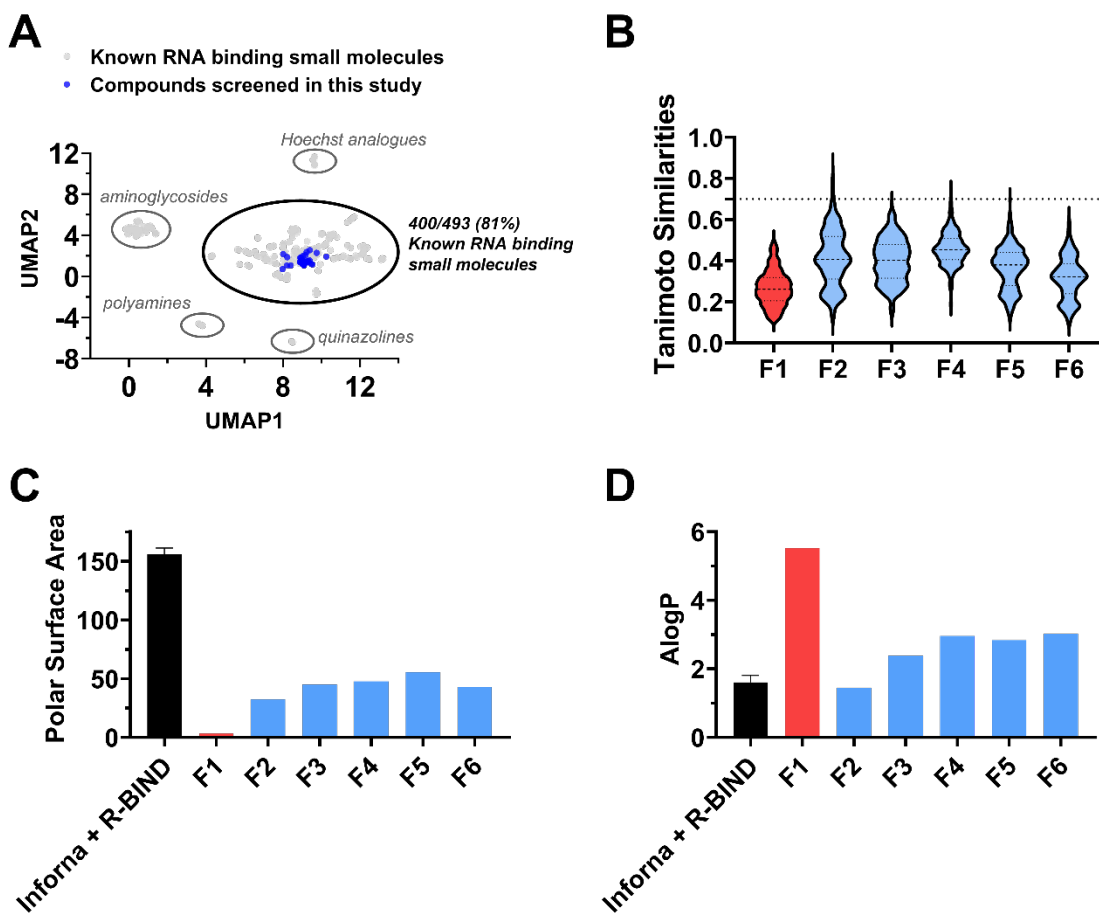 A
Known RNA binding small molecules
Compounds screened in this study
Hoechst analogues
aminoglycosides
400/493 (81%)
Known RNA binding
small molecules
polyamines
quinazolines
12
8
4
0
-4
-8
UMAP2
0 4 8 12
UMAP1
B
1.0
0.8
0.6
0.4
0.2
0.0
Tanimoto Similarities
F1 F2 F3 F4 F5 F6
C
150
100
50
0
Polar Surface Area
Inforna + R-BIND F1 F2 F3 F4 F5 F6
D
6
4
2
0
AlogP
Inforna + R-BIND F1 F2 F3 F4 F5 F6